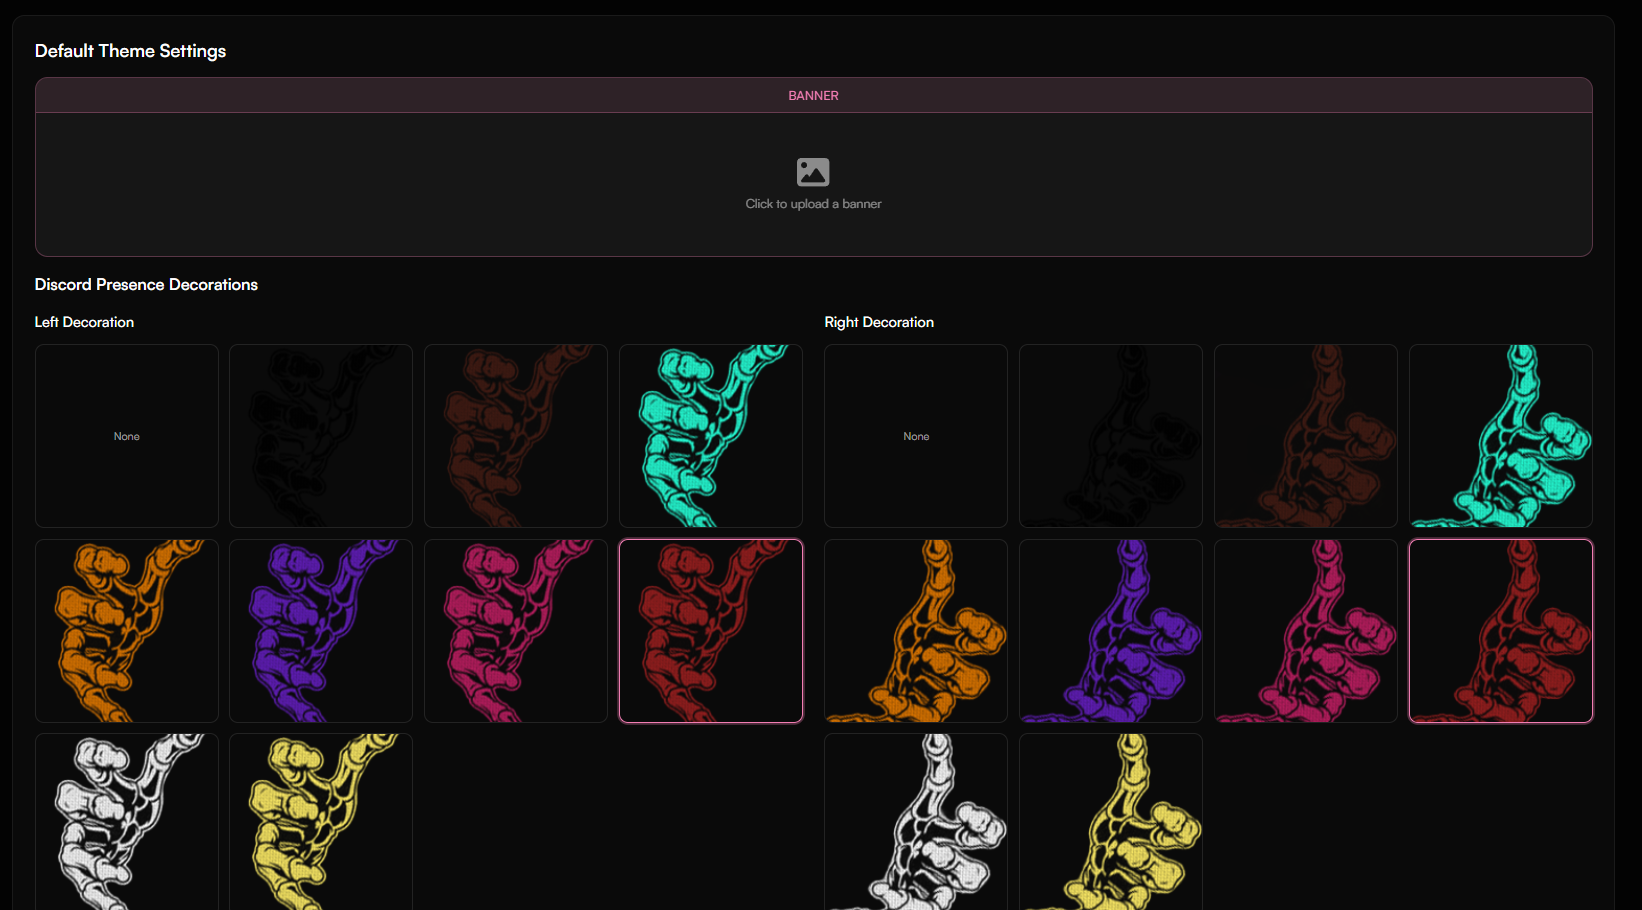 Default Theme Settings
BANNER
Click to upload a banner
Discord Presence Decorations
Left Decoration
None
Right Decoration
None